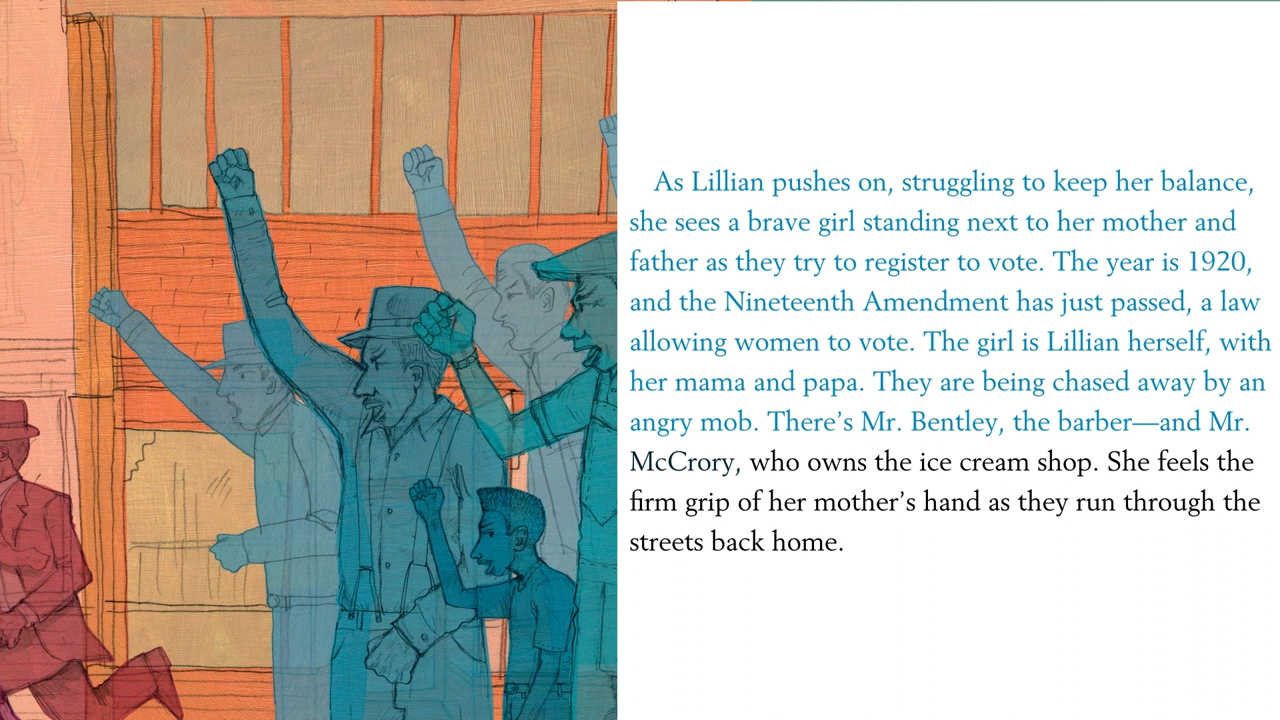 As Lillian pushes on, struggling to keep her balance,
she sees a brave girl standing next to her mother and
father as they try to register to vote. The year is 1920,
and the Nineteenth Amendment has just passed, a law
allowing women to vote. The girl is Lillian herself, with
her mama and papa. They are being chased away by an
angry mob. There’s Mr. Bentley, the barber—and Mr.
McCrory, who owns the ice cream shop. She feels the
firm grip of her mother’s hand as they run through the
streets back home.